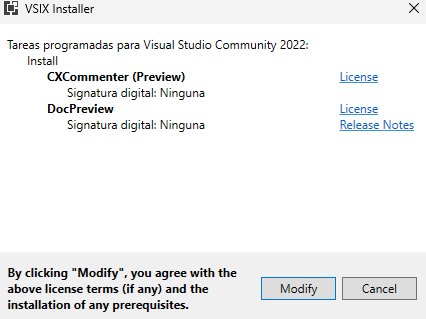 VSIX Installer
Tareas programadas para Visual Studio Community 2022:
Install
CXCommenter (Preview) License
Signatura digital: Ninguna
DocPreview License
Signatura digital: Ninguna Release Notes
By clicking "Modify", you agree with the
above license terms (if any) and the
installation of any prerequisites.
Modify Cancel